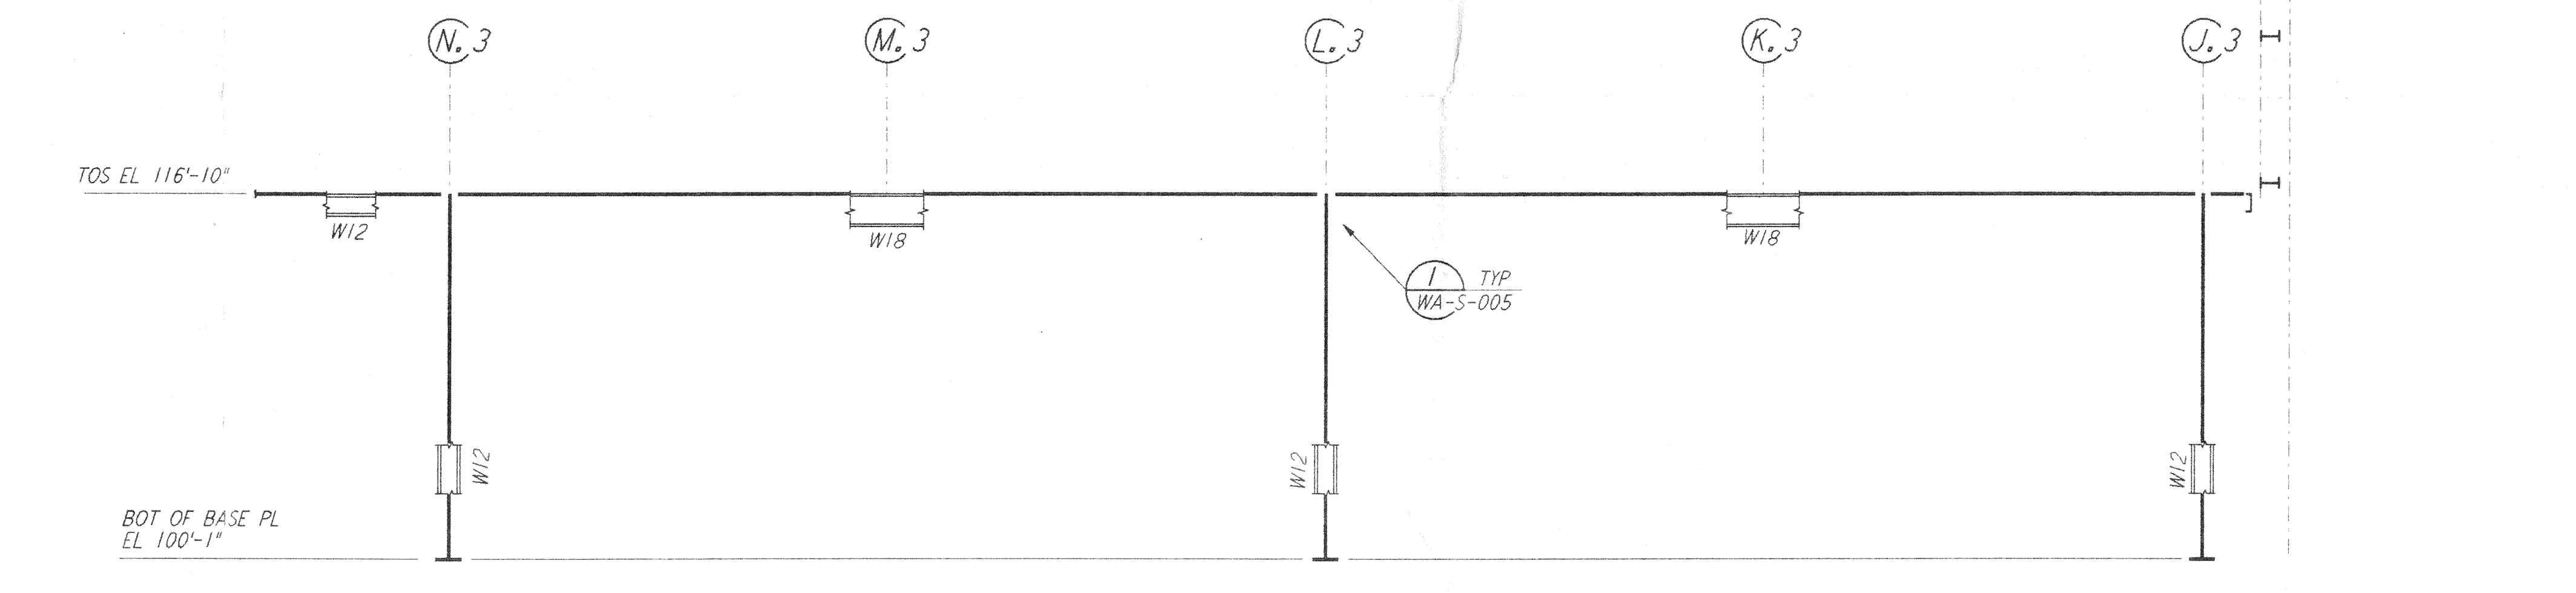 N.3 M.3 L.3 K.3 J.3
TOS EL 116'-10"
W12
W18
W18
1 TYP
WA-S-005
W12
W12
W12
BOT OF BASE PL
EL 100'-1"